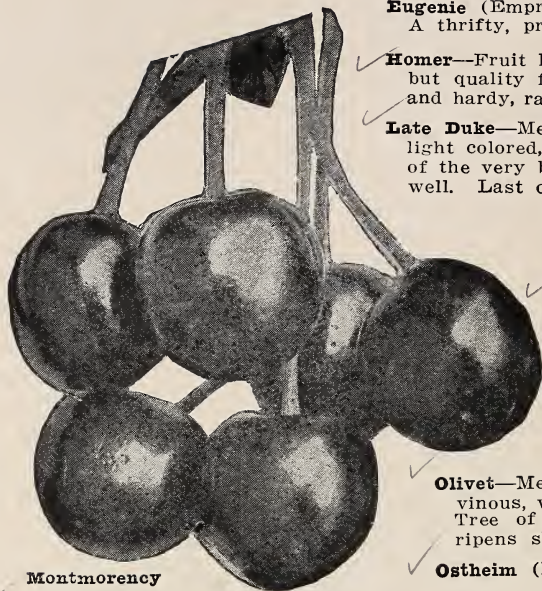 Eugenie (Empr
A thrifty, pr
Homer—Fruit l
but quality f
and hardy, ra
Late Duke—Me
light colored,
of the very b
well. Last o
Olivet—Me
vinous, v
Tree of
ripens s
Ostheim (
Montmorency